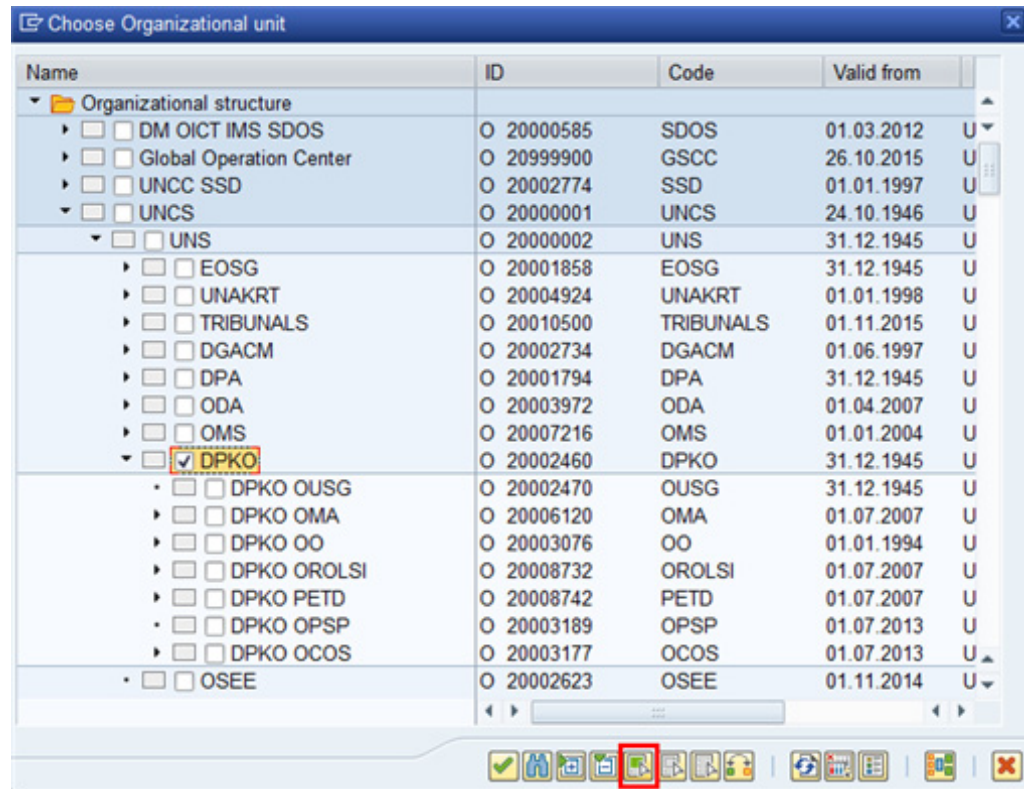 Choose Organizational unit
Name ID Code Valid from
Organizational structure
DM OICT IMS SDOS O 20000585 SDOS 01.03.2012 U
Global Operation Center O 20999900 GSCC 26.10.2015 U
UNCC SSD O 20002774 SSD 01.01.1997 U
UNCS O 20000001 UNCS 24.10.1946 U
UNS O 20000002 UNS 31.12.1945 U
EOSG O 20001858 EOSG 31.12.1945 U
UNAKRT O 20004924 UNAKRT 01.01.1998 U
TRIBUNALS O 20010500 TRIBUNALS 01.11.2015 U
DGACM O 20002734 DGACM 01.06.1997 U
DPA O 20001794 DPA 31.12.1945 U
ODA O 20003972 ODA 01.04.2007 U
OMS O 20007216 OMS 01.01.2004 U
DPKO O 20002460 DPKO 31.12.1945 U
DPKO OUSG O 20002470 OUSG 31.12.1945 U
DPKO OMA O 20006120 OMA 01.07.2007 U
DPKO OO O 20003076 OO 01.01.1994 U
DPKO OROLSI O 20008732 OROLSI 01.07.2007 U
DPKO PETD O 20008742 PETD 01.07.2007 U
DPKO OPSP O 20003189 OPSP 01.07.2013 U
DPKO OCOS O 20003177 OCOS 01.07.2013 U
OSEE O 20002623 OSEE 01.11.2014 U